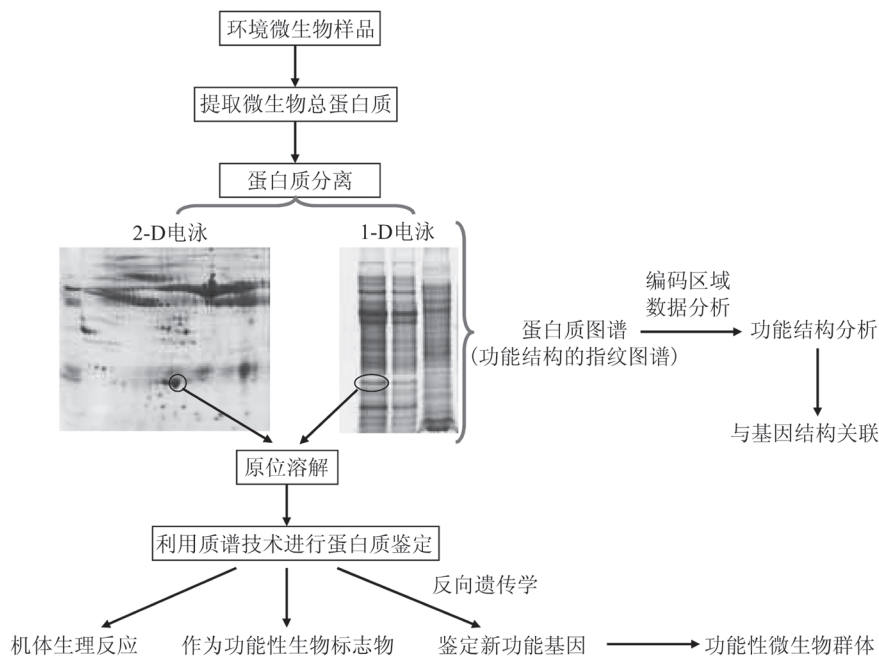 环境微生物样品
提取微生物总蛋白质
蛋白质分离
2-D电泳
1-D电泳
蛋白质图谱
(功能结构的指纹图谱)
编码区域
数据分析
功能结构分析
与基因结构关联
原位溶解
利用质谱技术进行蛋白质鉴定
反向遗传学
机体生理反应
作为功能性生物标志物
鉴定新功能基因
功能性微生物群体